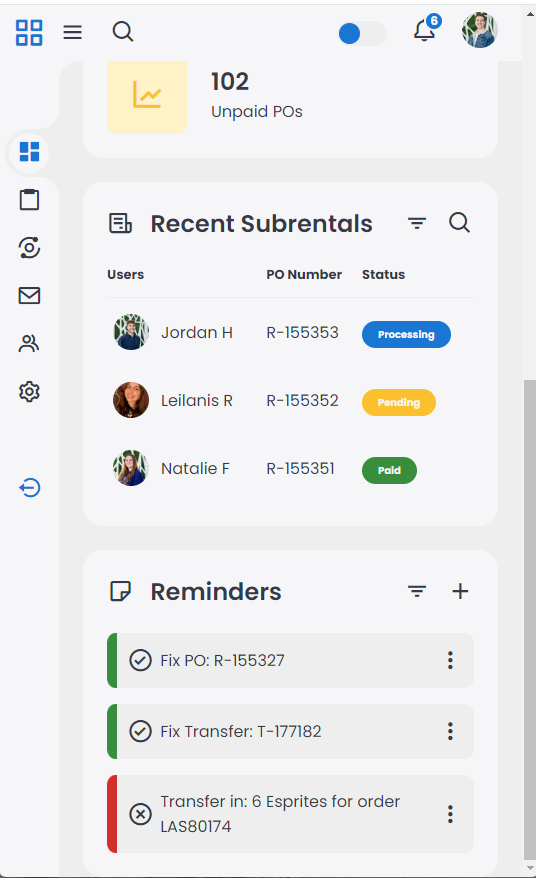 6
102
Unpaid POs
Recent Subrentals
Users PO Number Status
Jordan H R-155353 Processing
Leilanis R R-155352 Pending
Natalie F R-155351 Paid
Reminders
Fix PO: R-155327
Fix Transfer: T-177182
Transfer in: 6 Esprites for order
LAS80174